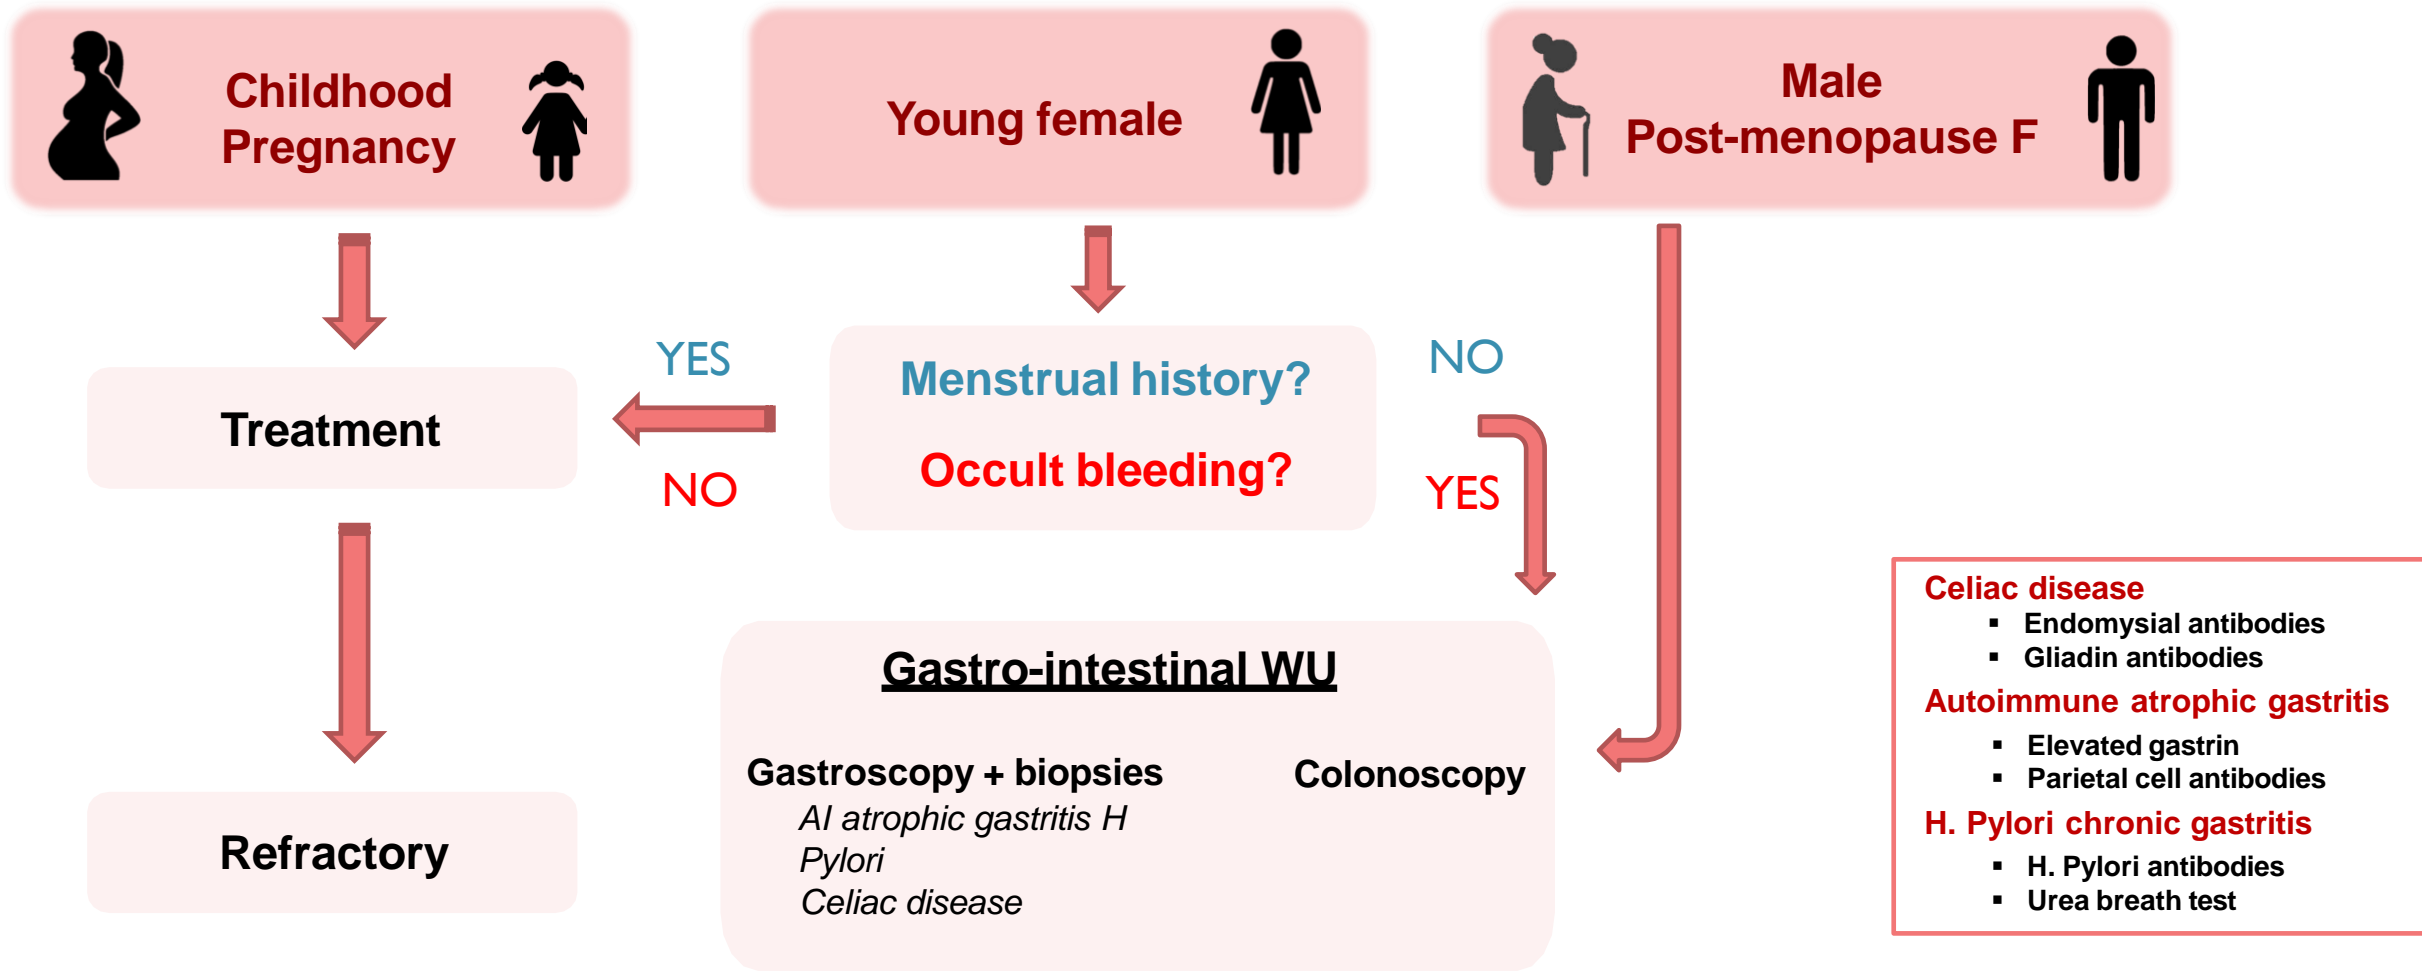 Childhood
Pregnancy
Young female
Male
Post-menopause F
YES
Menstrual history?
NO
Treatment
Occult bleeding?
NO
YES
Gastro-intestinal WU
Gastroscopy + biopsies
Colonoscopy
AI atrophic gastritis H
Pylori
Celiac disease
Refractory
Celiac disease
▪ Endomysial antibodies
▪ Gliadin antibodies
Autoimmune atrophic gastritis
▪ Elevated gastrin
▪ Parietal cell antibodies
H. Pylori chronic gastritis
▪ H. Pylori antibodies
▪ Urea breath test